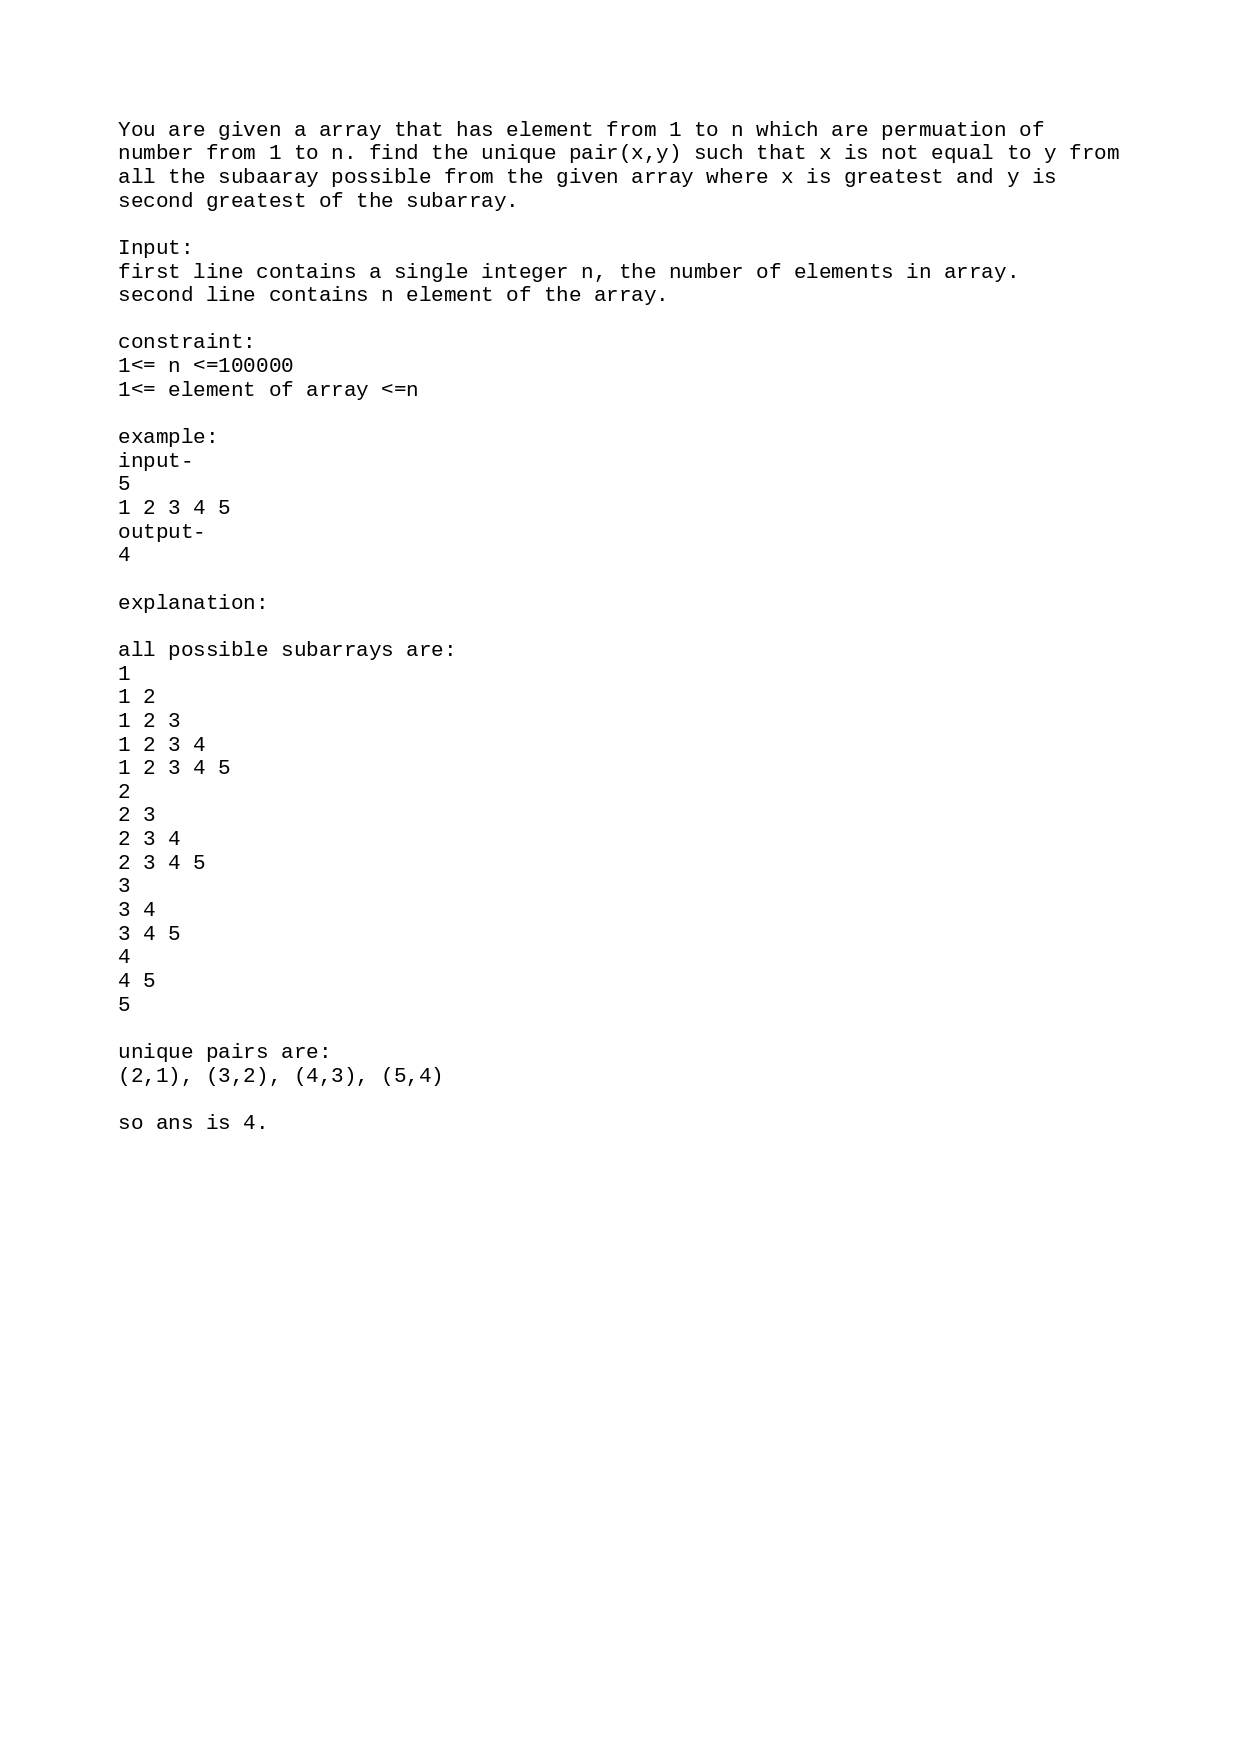 You are given a array that has element from 1 to n which are permuation of
number from 1 to n. find the unique pair(x,y) such that x is not equal to y from
all the subaaray possible from the given array where x is greatest and y is
second greatest of the subarray.
Input:
first line contains a single integer n, the number of elements in array.
second line contains n element of the array.
constraint:
1<= n <=100000
1<= element of array <=n
example:
input-
5
1 2 3 4 5
output-
4
explanation:
all possible subarrays are:
1
1 2
1 2 3
1 2 3 4
1 2 3 4 5
2
2 3
2 3 4
2 3 4 5
3
3 4
3 4 5
4
4 5
5
unique pairs are:
(2,1), (3,2), (4,3), (5,4)
so ans is 4.